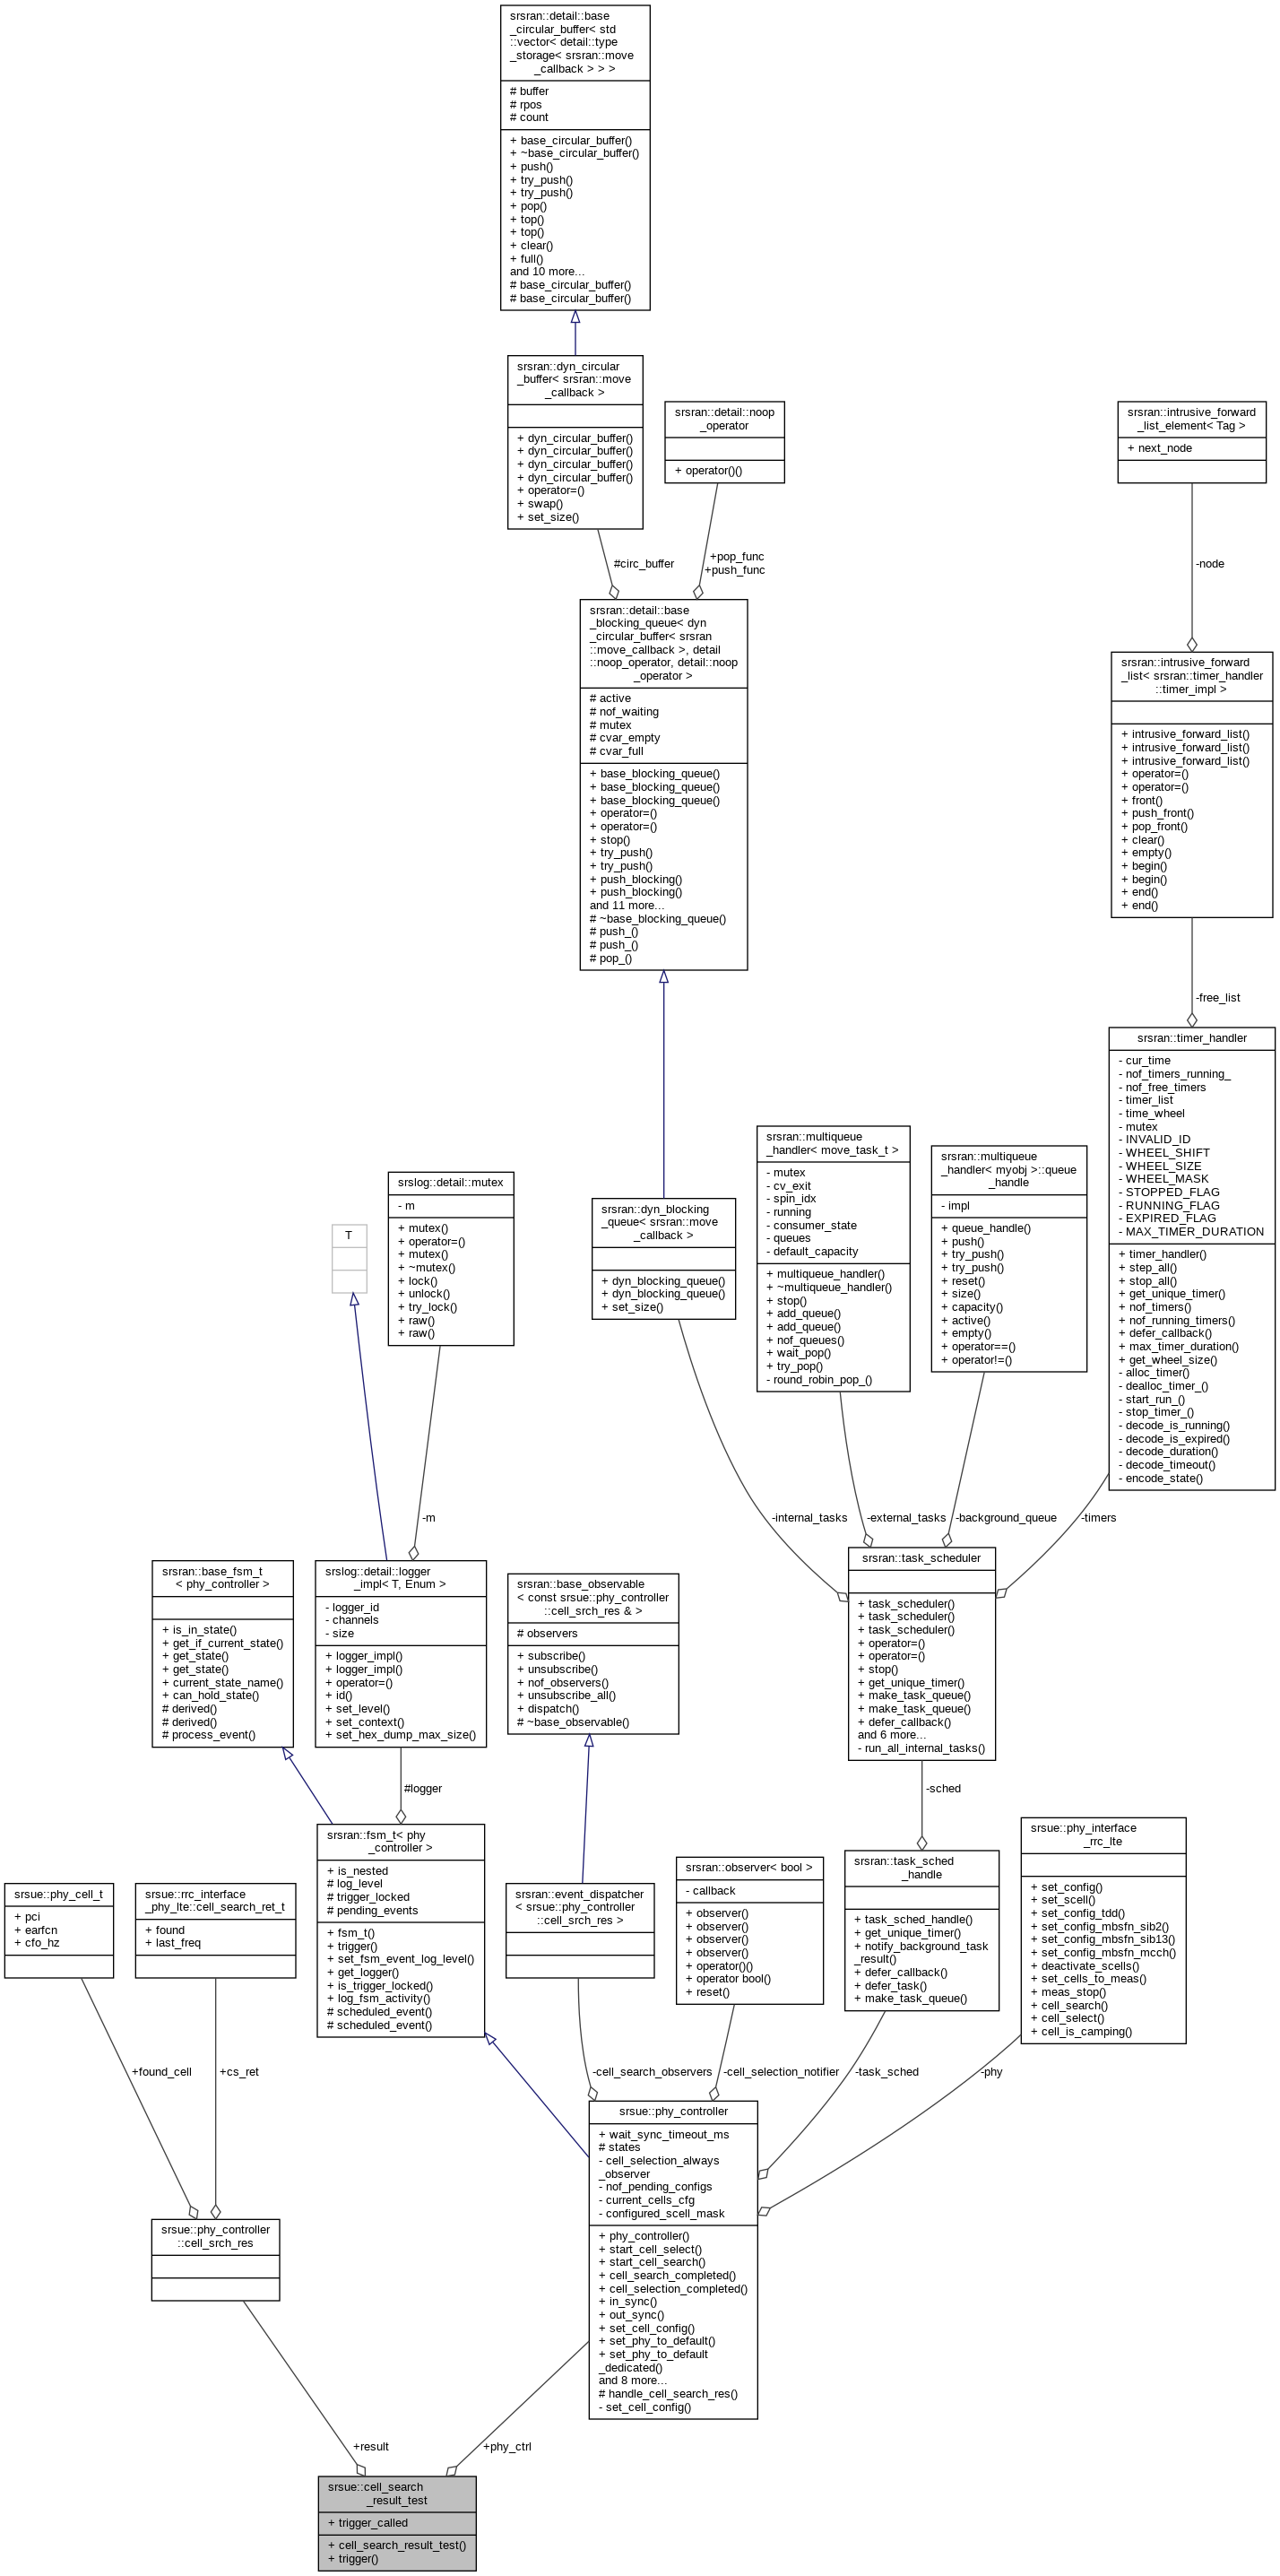 srsran::detail::base
_circular_buffer< std
::vector< detail::type
_storage< srsran::move
_callback > > >
# buffer
# rpos
# count
+ base_circular_buffer()
+ ~base_circular_buffer()
+ push()
+ try_push()
+ try_push()
+ pop()
+ top()
+ top()
+ clear()
+ full()
and 10 more...
# base_circular_buffer()
# base_circular_buffer()
srsran::dyn_circular
_buffer< srsran::move
_callback >
+ dyn_circular_buffer()
+ dyn_circular_buffer()
+ dyn_circular_buffer()
+ dyn_circular_buffer()
+ operator=()
+ swap()
+ set_size()
srsran::detail::noop
_operator
+ operator()()
srsran::intrusive_forward
_list_element< Tag >
+ next_node
#circ_buffer
+pop_func
+push_func
-node
srsran::detail::base
_blocking_queue< dyn
_circular_buffer< srsran
::move_callback >, detail
::noop_operator, detail::noop
_operator >
# active
# nof_waiting
# mutex
# cvar_empty
# cvar_full
+ base_blocking_queue()
+ base_blocking_queue()
+ base_blocking_queue()
+ operator=()
+ operator=()
+ stop()
+ try_push()
+ try_push()
+ push_blocking()
+ push_blocking()
and 11 more...
# ~base_blocking_queue()
# push_()
# push_()
# pop_()
srsran::intrusive_forward
_list< srsran::timer_handler
::timer_impl >
+ intrusive_forward_list()
+ intrusive_forward_list()
+ intrusive_forward_list()
+ operator=()
+ operator=()
+ front()
+ push_front()
+ pop_front()
+ clear()
+ empty()
+ begin()
+ begin()
+ end()
+ end()
-free_list
srsran::timer_handler
- cur_time
- nof_timers_running_
- nof_free_timers
- timer_list
- time_wheel
- mutex
- INVALID_ID
- WHEEL_SHIFT
- WHEEL_SIZE
- WHEEL_MASK
- STOPPED_FLAG
- RUNNING_FLAG
- EXPIRED_FLAG
- MAX_TIMER_DURATION
+ timer_handler()
+ step_all()
+ stop_all()
+ get_unique_timer()
+ nof_timers()
+ nof_running_timers()
+ defer_callback()
+ max_timer_duration()
+ get_wheel_size()
- alloc_timer()
- dealloc_timer_()
- start_run_()
- stop_timer_()
- decode_is_running()
- decode_is_expired()
- decode_duration()
- decode_timeout()
- encode_state()
srsran::multiqueue
_handler< move_task_t >
- mutex
- cv_exit
- spin_idx
- running
- consumer_state
- queues
- default_capacity
+ multiqueue_handler()
+ ~multiqueue_handler()
+ stop()
+ add_queue()
+ add_queue()
+ nof_queues()
+ wait_pop()
+ try_pop()
- round_robin_pop_()
srsran::multiqueue
_handler< myobj >::queue
_handle
- impl
+ queue_handle()
+ push()
+ try_push()
+ try_push()
+ reset()
+ size()
+ capacity()
+ active()
+ empty()
+ operator==()
+ operator!=()
srsran::dyn_blocking
_queue< srsran::move
_callback >
+ dyn_blocking_queue()
+ dyn_blocking_queue()
+ set_size()
srslog::detail::mutex
- m
+ mutex()
+ operator=()
+ mutex()
+ ~mutex()
+ lock()
+ unlock()
+ try_lock()
+ raw()
+ raw()
T
-m
-internal_tasks
-external_tasks
-background_queue
-timers
srsran::base_fsm_t
< phy_controller >
+ is_in_state()
+ get_if_current_state()
+ get_state()
+ get_state()
+ current_state_name()
+ can_hold_state()
# derived()
# derived()
# process_event()
srslog::detail::logger
_impl< T, Enum >
- logger_id
- channels
- size
+ logger_impl()
+ logger_impl()
+ operator=()
+ id()
+ set_level()
+ set_context()
+ set_hex_dump_max_size()
srsran::base_observable
< const srsue::phy_controller
::cell_srch_res & >
# observers
+ subscribe()
+ unsubscribe()
+ nof_observers()
+ unsubscribe_all()
+ dispatch()
# ~base_observable()
srsran::task_scheduler
+ task_scheduler()
+ task_scheduler()
+ task_scheduler()
+ operator=()
+ operator=()
+ stop()
+ get_unique_timer()
+ make_task_queue()
+ make_task_queue()
+ defer_callback()
and 6 more...
- run_all_internal_tasks()
#logger
-sched
srsue::phy_cell_t
+ pci
+ earfcn
+ cfo_hz
srsue::rrc_interface
_phy_lte::cell_search_ret_t
+ found
+ last_freq
srsran::fsm_t< phy
_controller >
+ is_nested
# log_level
# trigger_locked
# pending_events
+ fsm_t()
+ trigger()
+ set_fsm_event_log_level()
+ get_logger()
+ is_trigger_locked()
+ log_fsm_activity()
# scheduled_event()
# scheduled_event()
srsran::event_dispatcher
< srsue::phy_controller
::cell_srch_res >
srsran::observer< bool >
- callback
+ observer()
+ observer()
+ observer()
+ observer()
+ operator()()
+ operator bool()
+ reset()
srsran::task_sched
_handle
+ task_sched_handle()
+ get_unique_timer()
+ notify_background_task
_result()
+ defer_callback()
+ defer_task()
+ make_task_queue()
srsue::phy_interface
_rrc_lte
+ set_config()
+ set_scell()
+ set_config_tdd()
+ set_config_mbsfn_sib2()
+ set_config_mbsfn_sib13()
+ set_config_mbsfn_mcch()
+ deactivate_scells()
+ set_cells_to_meas()
+ meas_stop()
+ cell_search()
+ cell_select()
+ cell_is_camping()
+found_cell
+cs_ret
-cell_search_observers
-cell_selection_notifier
-task_sched
-phy
srsue::phy_controller
::cell_srch_res
srsue::phy_controller
+ wait_sync_timeout_ms
# states
- cell_selection_always
_observer
- nof_pending_configs
- current_cells_cfg
- configured_scell_mask
+ phy_controller()
+ start_cell_select()
+ start_cell_search()
+ cell_search_completed()
+ cell_selection_completed()
+ in_sync()
+ out_sync()
+ set_cell_config()
+ set_phy_to_default()
+ set_phy_to_default
_dedicated()
and 8 more...
# handle_cell_search_res()
- set_cell_config()
+result
+phy_ctrl
srsue::cell_search
_result_test
+ trigger_called
+ cell_search_result_test()
+ trigger()